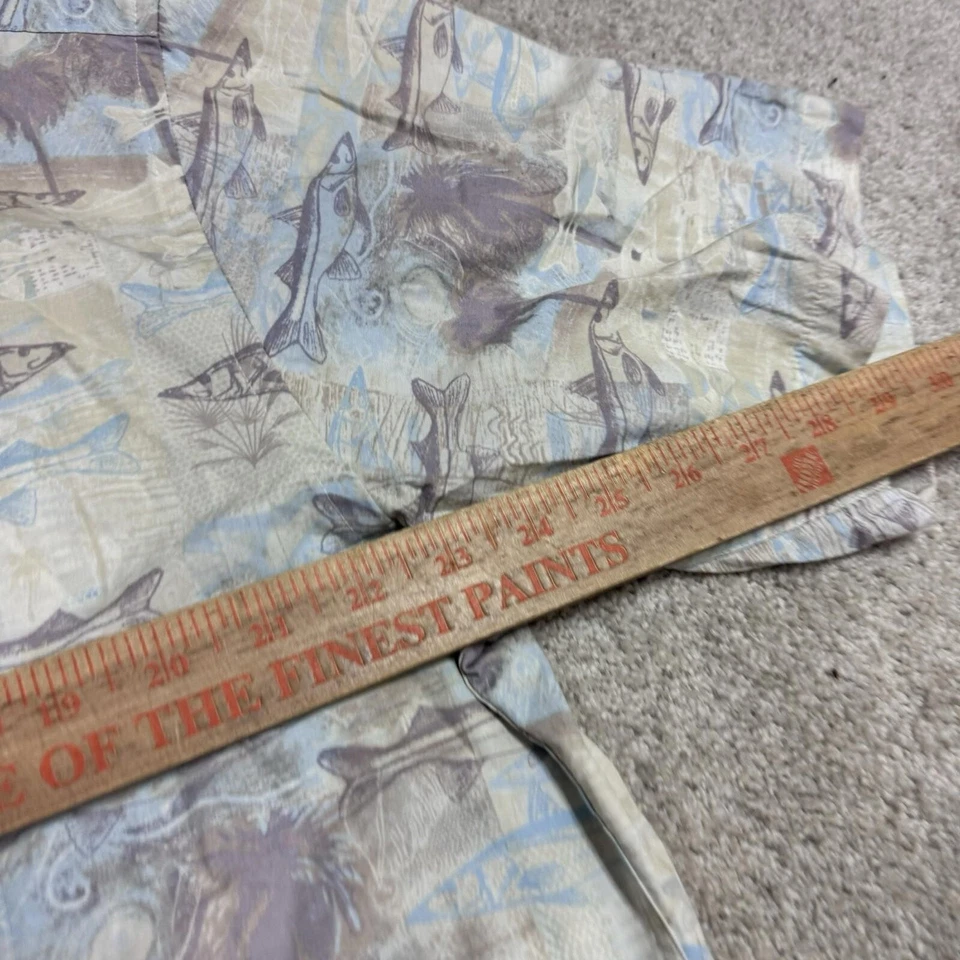 19 20 21 22 23 24 25 26 27 28 29 30
E OF THE FINEST PAINTS